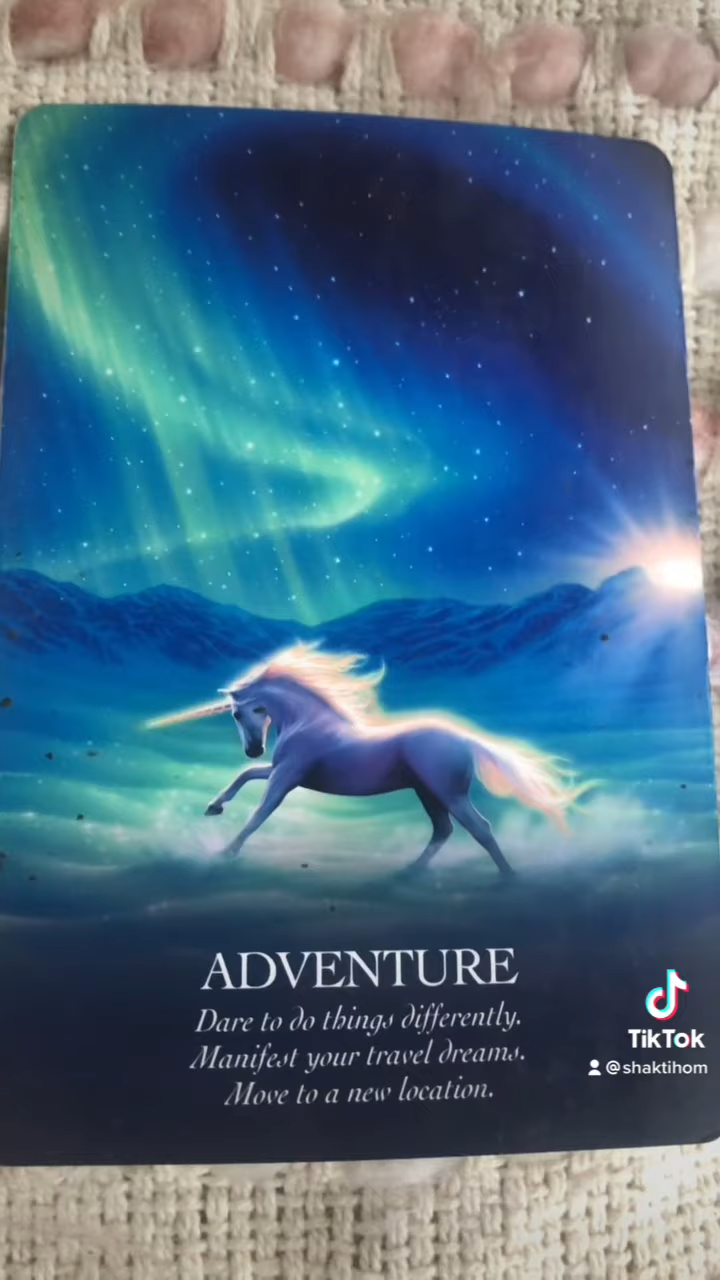 ADVENTURE
Dare to do things differently.
Manifest your travel dreams.
Move to a new location.
TikTok
@shaktihom